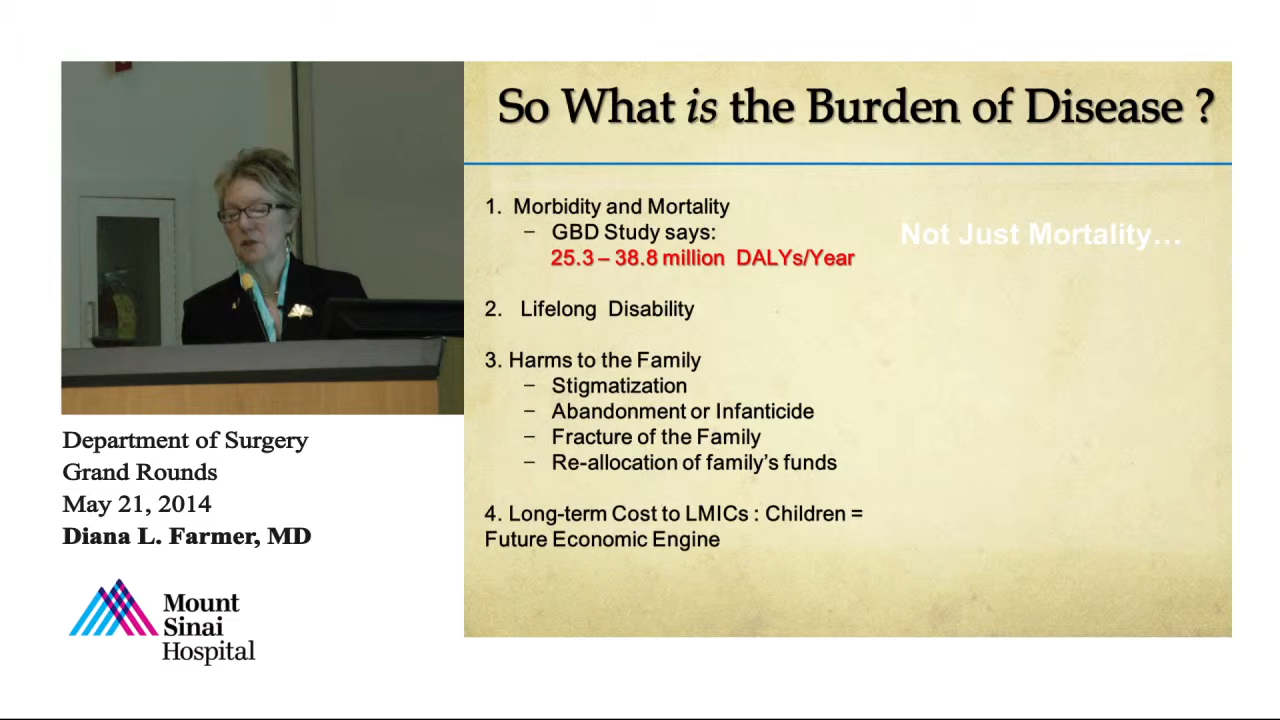 So What is the Burden of Disease ?
1. Morbidity and Mortality
– GBD Study says:
25.3 – 38.8 million DALYs/Year
Not Just Mortality…
2. Lifelong Disability
3. Harms to the Family
– Stigmatization
– Abandonment or Infanticide
– Fracture of the Family
– Re-allocation of family's funds
4. Long-term Cost to LMICs : Children =
Future Economic Engine
Department of Surgery
Grand Rounds
May 21, 2014
Diana L. Farmer, MD
Mount
Sinai
Hospital